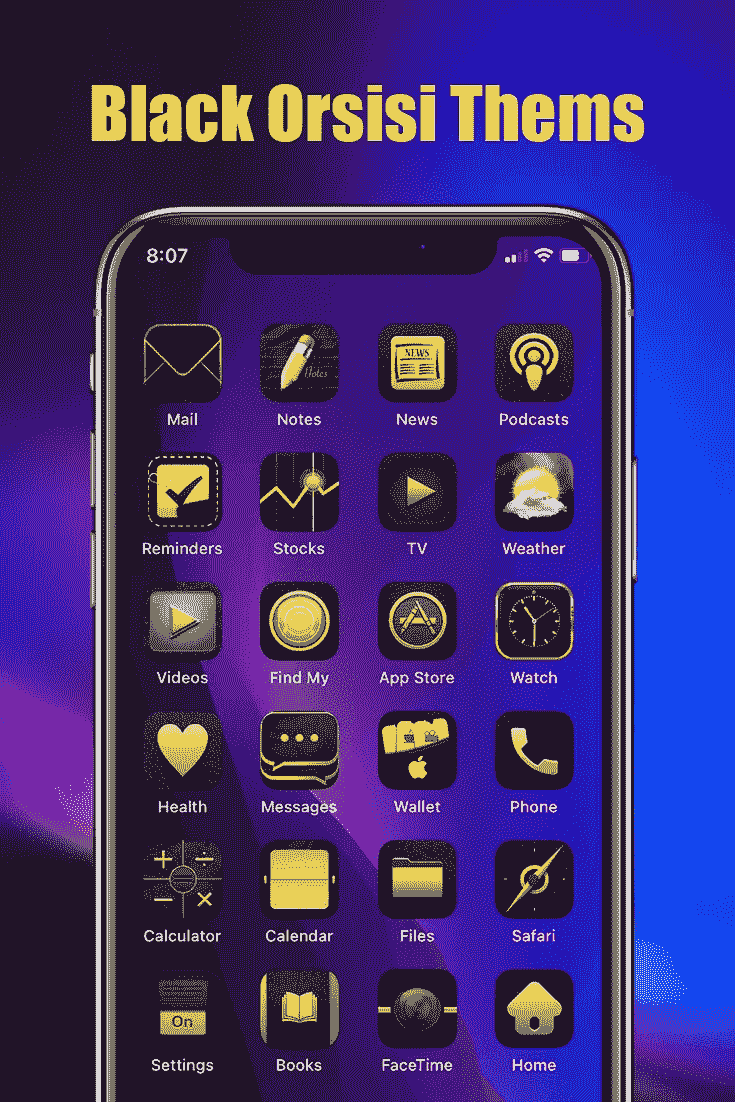 Black Orsisi Thems
8:07
Mail Notes News Podcasts
NEWS
Notes
Reminders Stocks TV Weather
Videos Find My App Store Watch
Health Messages Wallet Phone
Calculator Calendar Files Safari
On
Settings Books FaceTime Home